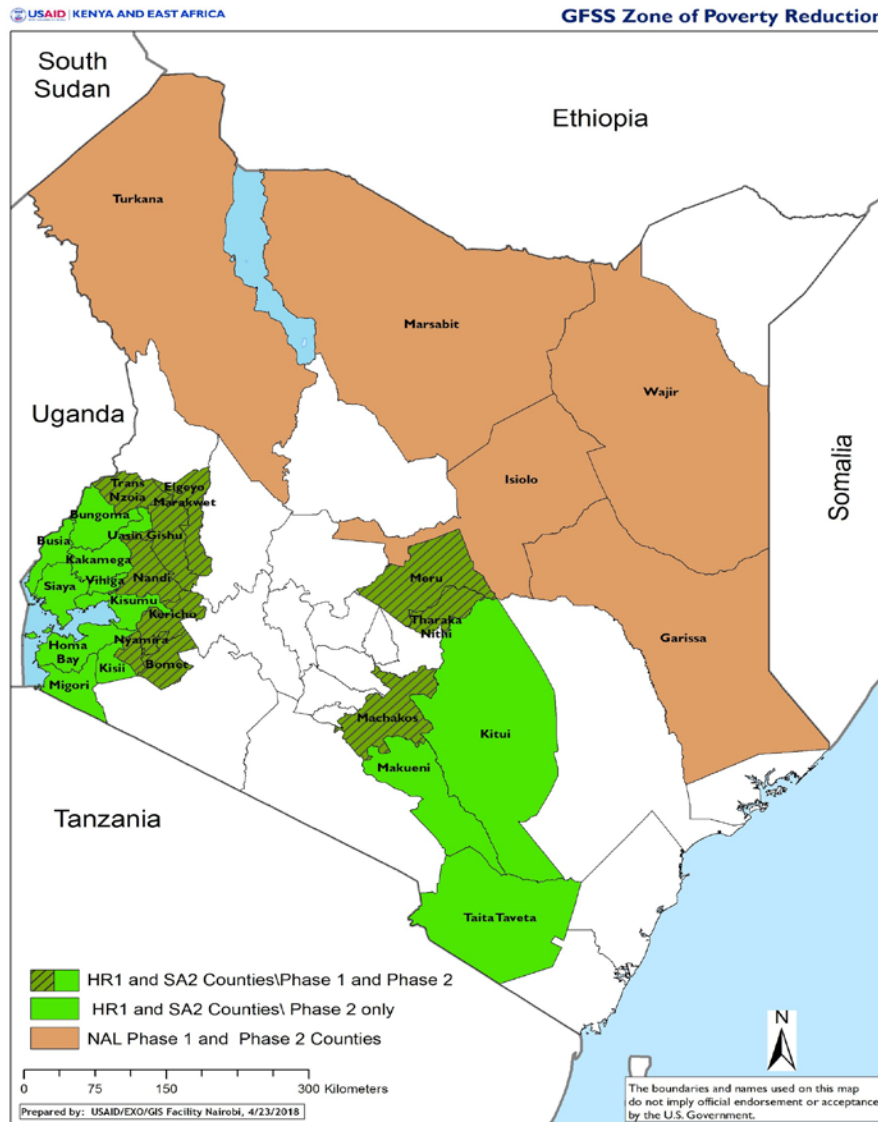 USAID | KENYA AND EAST AFRICA
GFSS Zone of Poverty Reduction
South
Sudan
Ethiopia
Turkana
Marsabit
Wajir
Uganda
Somalia
Isiolo
Trans
Nzoia
Elgeyo
Marakwet
Bungoma
Uasin Gishu
Busia
Kakamega
Vihiga
Nandi
Siaya
Kisumu
Kericho
Meru
Tharaka
Nithi
Nyamira
Homa
Bay
Kisii
Bomet
Migori
Garissa
Machakos
Kitui
Makueni
Tanzania
Taita Taveta
HR1 and SA2 Counties\Phase 1 and Phase 2
HR1 and SA2 Counties\ Phase 2 only
NAL Phase 1 and Phase 2 Counties
N
0 75 150 300 Kilometers
Prepared by: USAID/EXO/GIS Facility Nairobi, 4/23/2018
The boundaries and names used on this map
do not imply official endorsement or acceptance
by the U.S. Government.